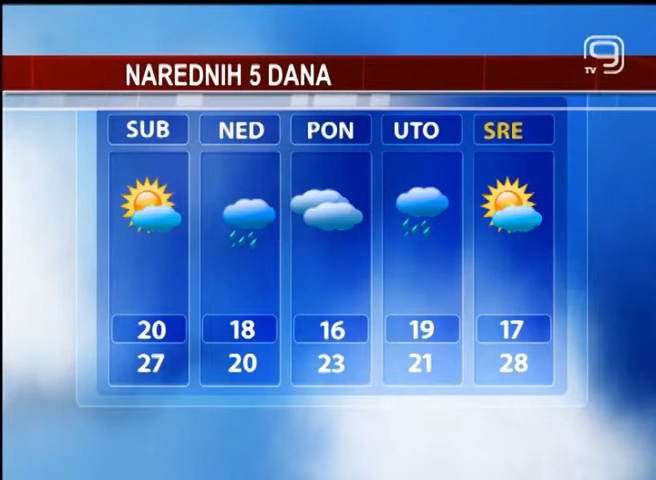 9
TV
NAREDNIH 5 DANA
SUB NED PON UTO SRE
20 18 16 19 17
27 20 23 21 28